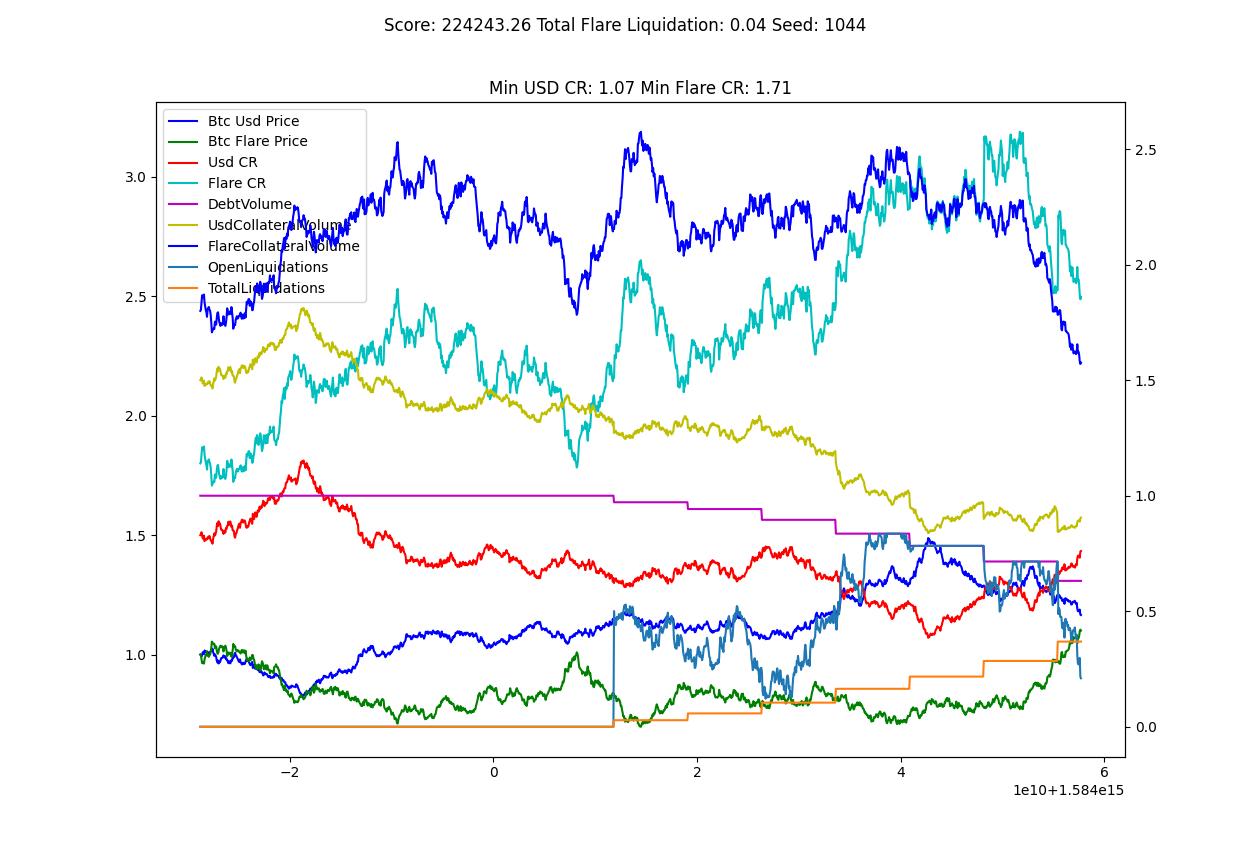 Score: 224243.26 Total Flare Liquidation: 0.04 Seed: 1044
Min USD CR: 1.07 Min Flare CR: 1.71
Btc Usd Price
Btc Flare Price
Usd CR
Flare CR
DebtVolume
UsdCollateralVolume
FlareCollateralVolume
OpenLiquidations
TotalLiquidations
3.0
2.5
2.0
1.5
1.0
2.5
2.0
1.5
1.0
0.5
0.0
−2
0
2
4
6
1e10+1.584e15